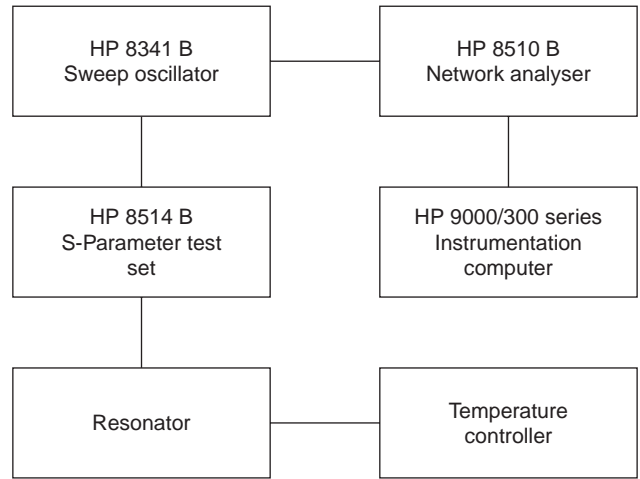 HP 8341 B
Sweep oscillator
HP 8510 B
Network analyser
HP 8514 B
S-Parameter test
set
HP 9000/300 series
Instrumentation
computer
Resonator
Temperature
controller